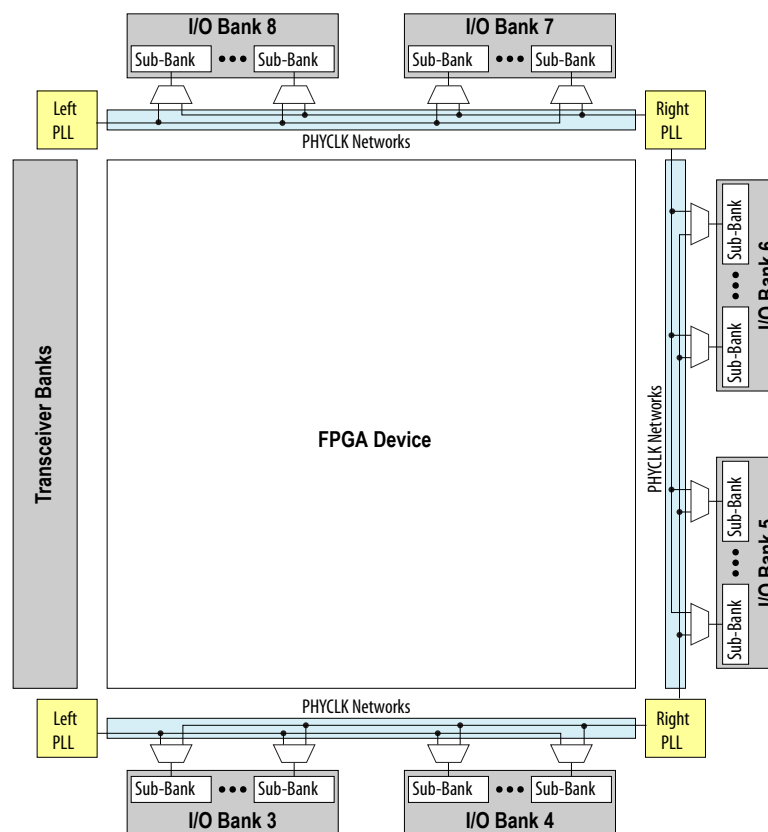 I/O Bank 8
I/O Bank 7
Sub-Bank ••• Sub-Bank
Sub-Bank ••• Sub-Bank
Left
PLL
Right
PLL
PHYCLK Networks
Transceiver Banks
FPGA Device
PHYCLK Networks
Sub-Bank ••• Sub-Bank
I/O Bank 6
Sub-Bank ••• Sub-Bank
I/O Bank 5
PHYCLK Networks
Left
PLL
Right
PLL
Sub-Bank ••• Sub-Bank
Sub-Bank ••• Sub-Bank
I/O Bank 3
I/O Bank 4